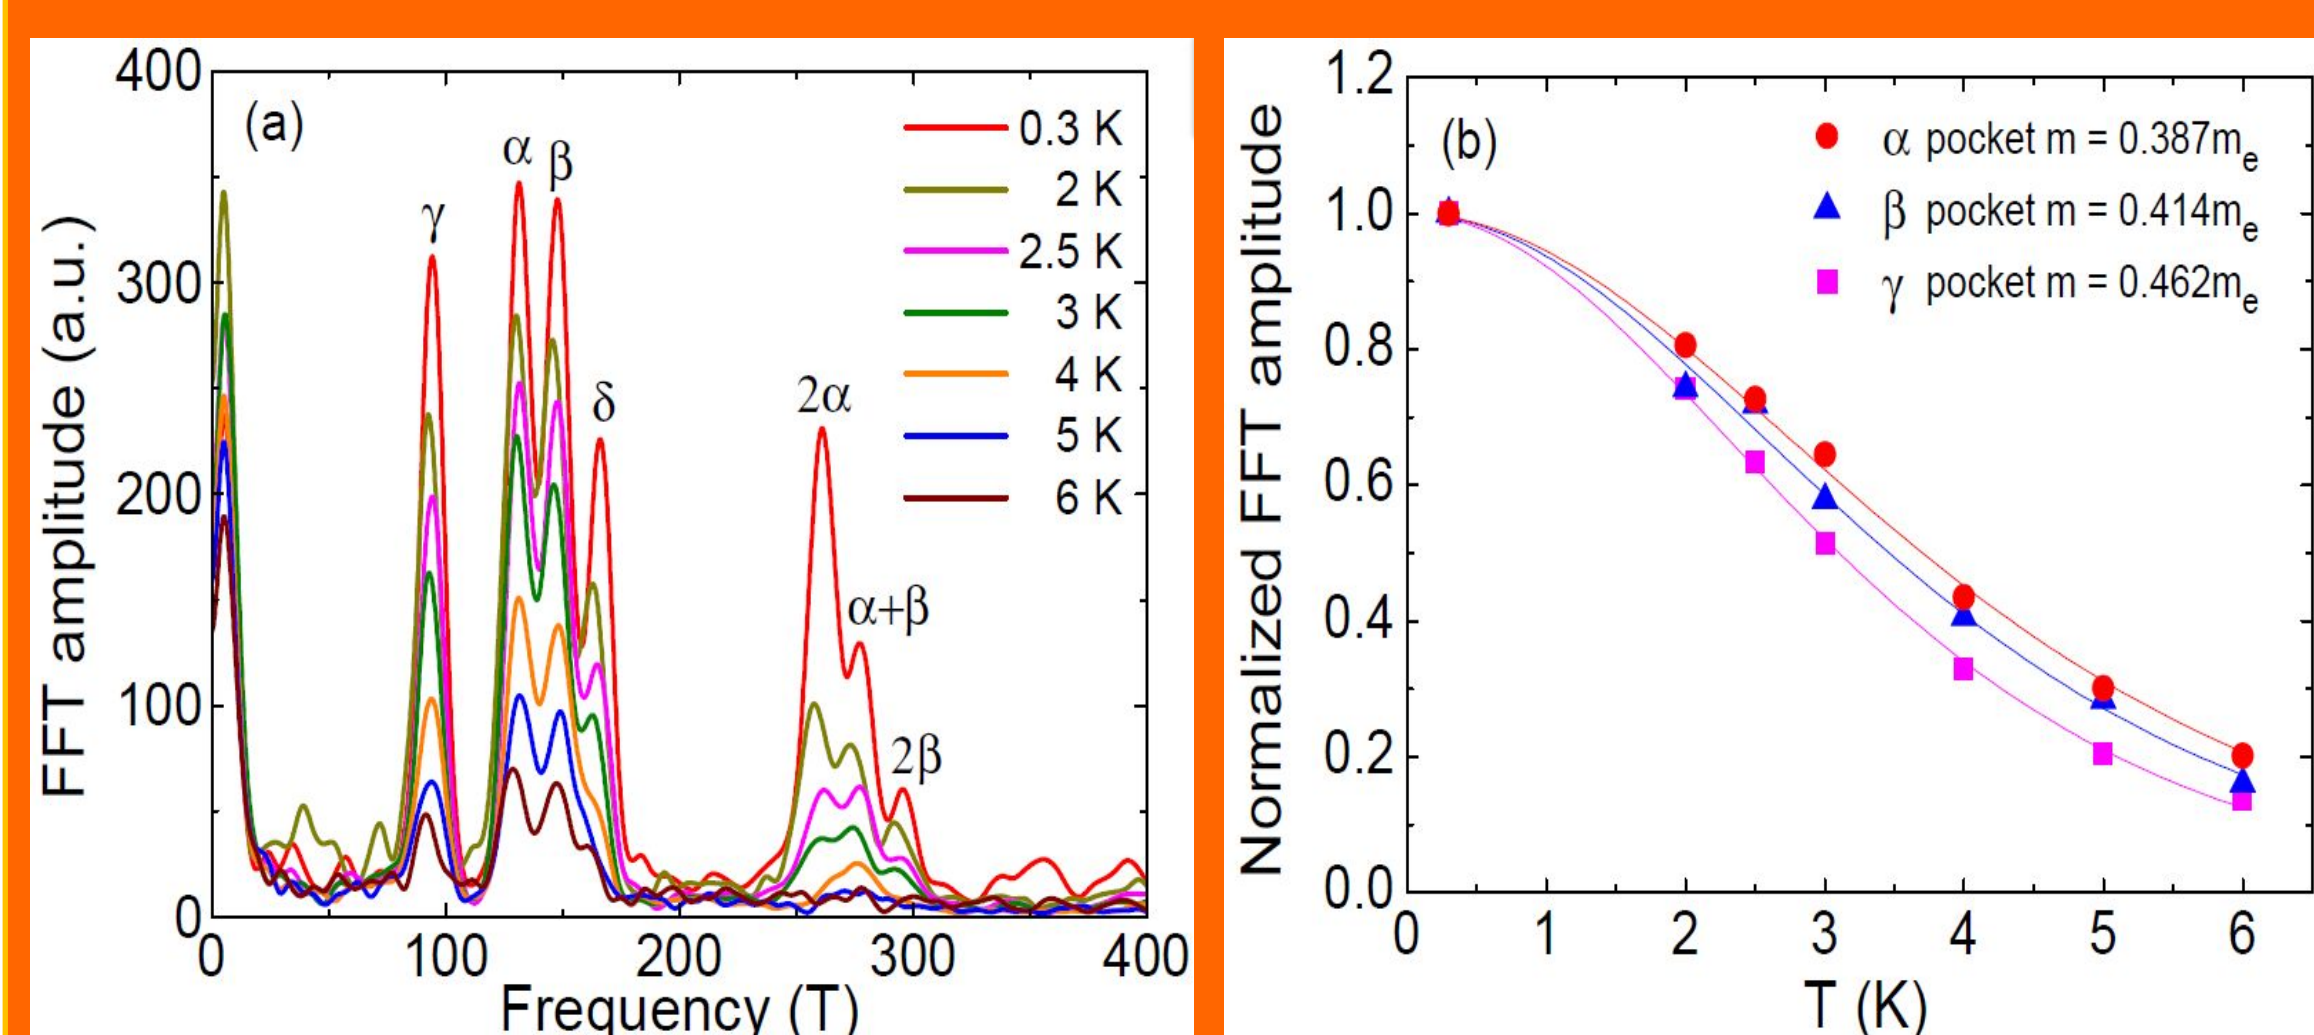 (a)
400
300
200
100
0
0 100 200 300 400
FFT amplitude (a.u.)
Frequency (T)
γ
α
β
δ
2α
α+β
2β
0.3 K
2 K
2.5 K
3 K
4 K
5 K
6 K
(b)
1.2
1.0
0.8
0.6
0.4
0.2
0.0
0 1 2 3 4 5 6
Normalized FFT amplitude
T (K)
α pocket m = 0.387mₑ
β pocket m = 0.414mₑ
γ pocket m = 0.462mₑ